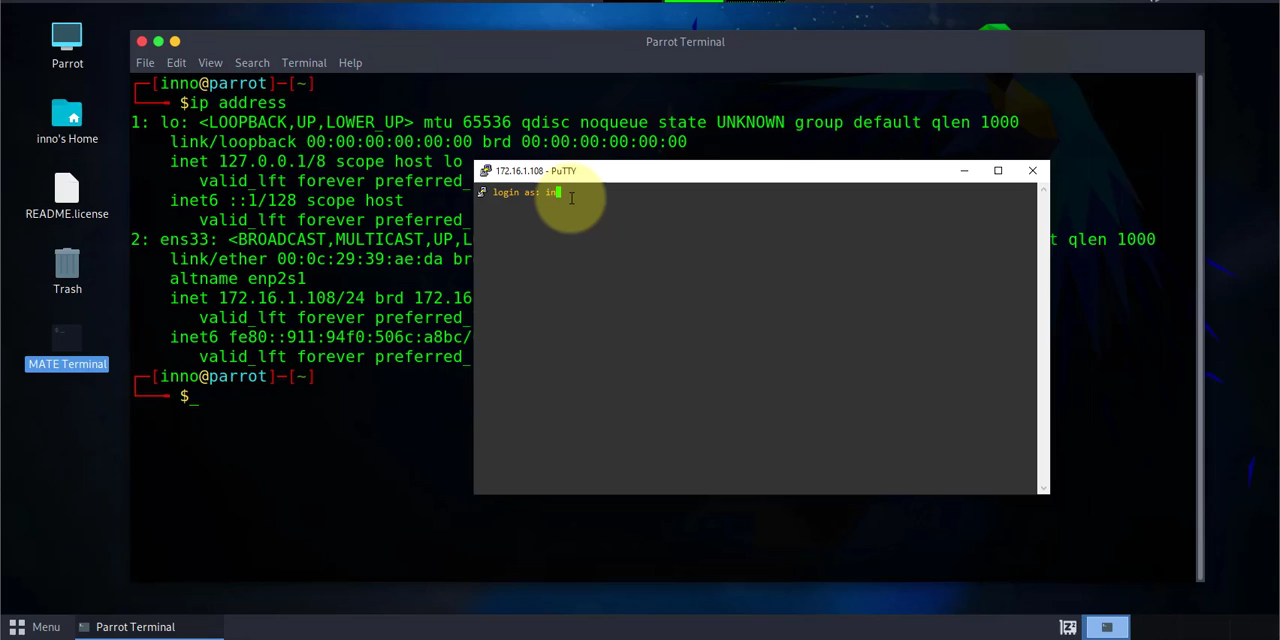 Parrot
inno's Home
README.license
Trash
MATE Terminal
Parrot Terminal
File Edit View Search Terminal Help
┌─[inno@parrot]─[~]
└──╼ $ip address
1: lo: <LOOPBACK,UP,LOWER_UP> mtu 65536 qdisc noqueue state UNKNOWN group default qlen 1000
link/loopback 00:00:00:00:00:00 brd 00:00:00:00:00:00
inet 127.0.0.1/8 scope host lo
valid_lft forever preferred_
inet6 ::1/128 scope host
valid_lft forever preferred_
2: ens33: <BROADCAST,MULTICAST,UP,L t qlen 1000
link/ether 00:0c:29:39:ae:da br
altname enp2s1
inet 172.16.1.108/24 brd 172.16
valid_lft forever preferred_
inet6 fe80::911:94f0:506c:a8bc/
valid_lft forever preferred_
┌─[inno@parrot]─[~]
└──╼ $_
172.16.1.108 - PuTTY
login as: in
Menu Parrot Terminal